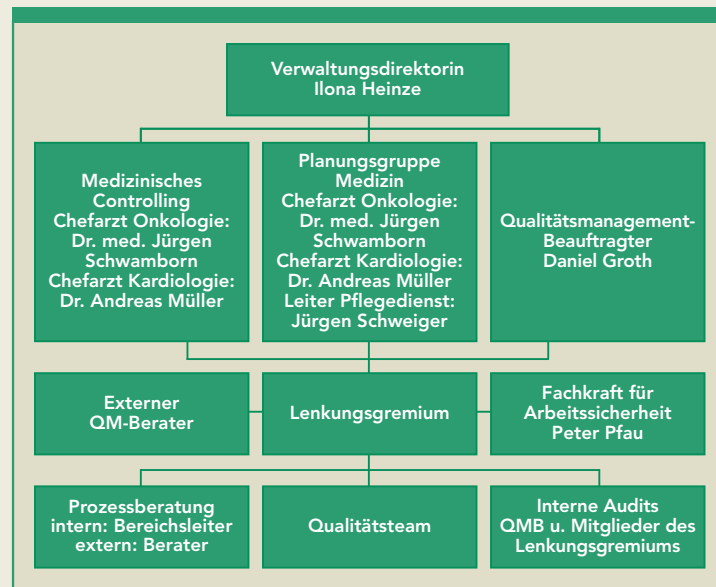 Verwaltungsdirektorin
Ilona Heinze
Medizinisches
Controlling
Chefarzt Onkologie:
Dr. med. Jürgen
Schwamborn
Chefarzt Kardiologie:
Dr. Andreas Müller
Planungsgruppe
Medizin
Chefarzt Onkologie:
Dr. med. Jürgen
Schwamborn
Chefarzt Kardiologie:
Dr. Andreas Müller
Leiter Pflegedienst:
Jürgen Schweiger
Qualitätsmanagement-
Beauftragter
Daniel Groth
Externer
QM-Berater
Lenkungsgremium
Fachkraft für
Arbeitssicherheit
Peter Pfau
Prozessberatung
intern: Bereichsleiter
extern: Berater
Qualitätsteam
Interne Audits
QMB u. Mitglieder des
Lenkungsgremiums